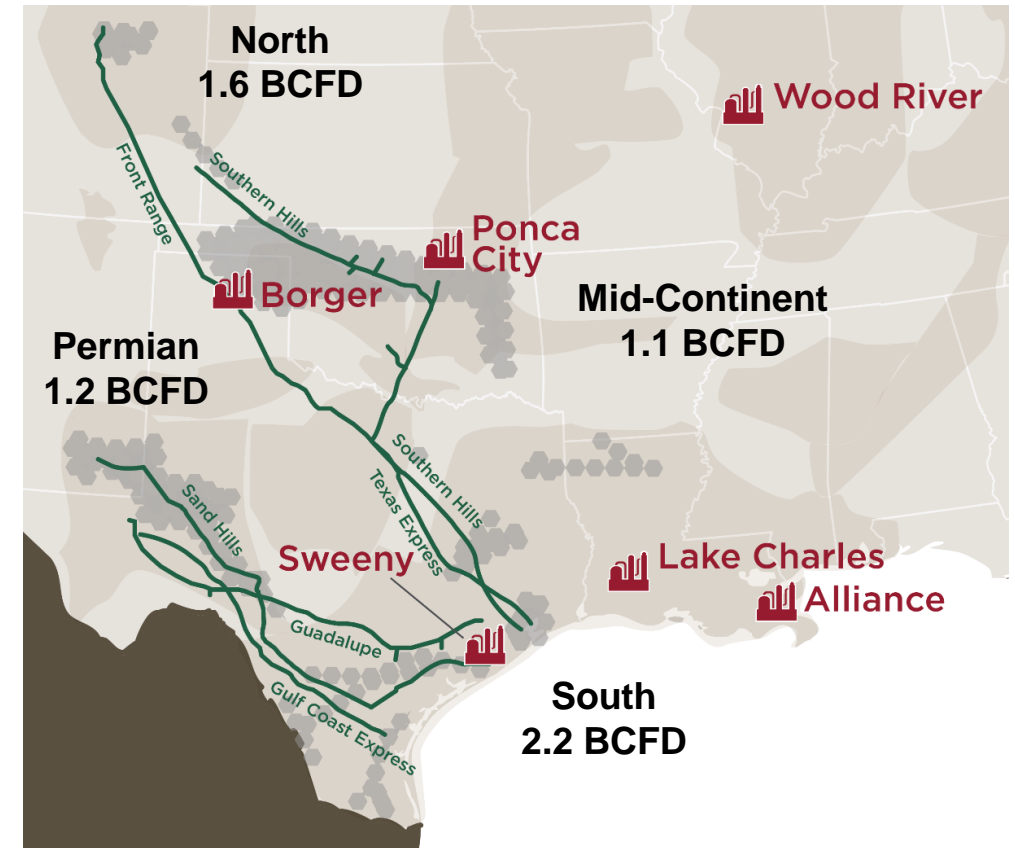 North
1.6 BCFD
Wood River
Front Range
Southern Hills
Ponca
City
Borger
Mid-Continent
1.1 BCFD
Permian
1.2 BCFD
Southern Hills
Texas Express
Sand Hills
Sweeny
Lake Charles
Alliance
Guadalupe
Gulf Coast Express
South
2.2 BCFD